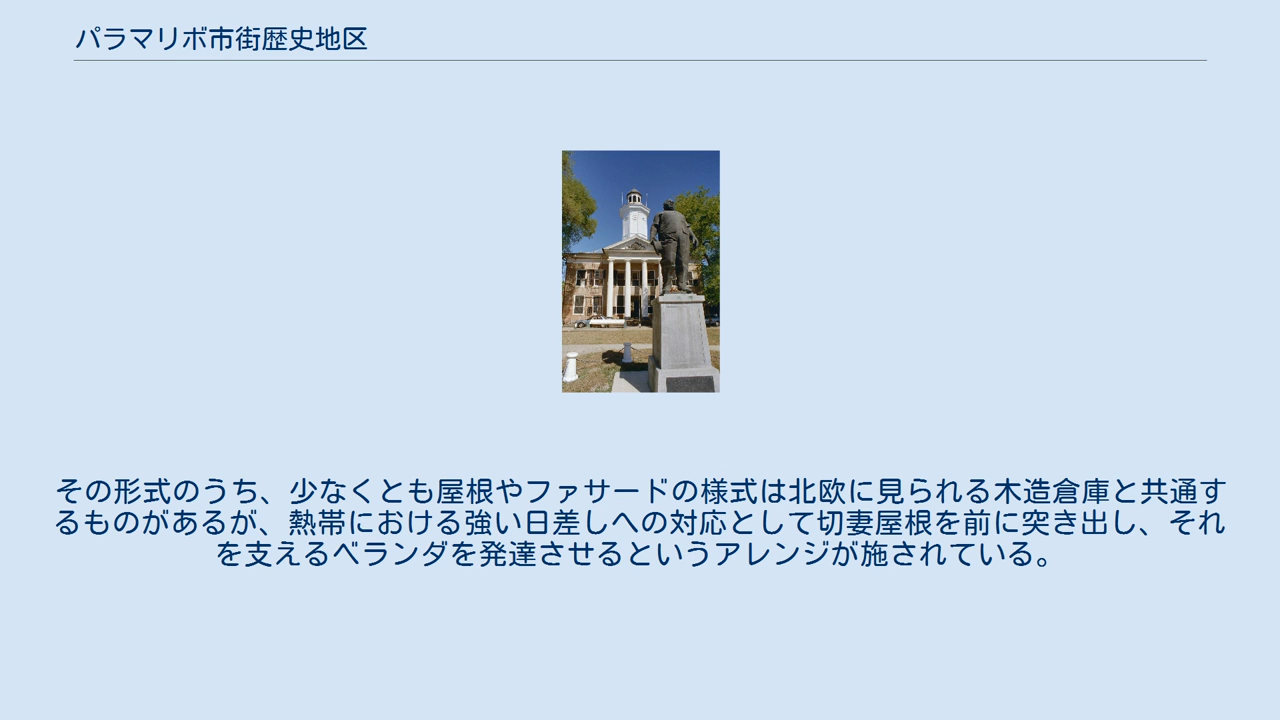 パラマリボ市街歴史地区
その形式のうち、少なくとも屋根やファサードの様式は北欧に見られる木造倉庫と共通す
るものがあるが、熱帯における強い日差しへの対応として切妻屋根を前に突き出し、それ
を支えるベランダを発達させるというアレンジが施されている。